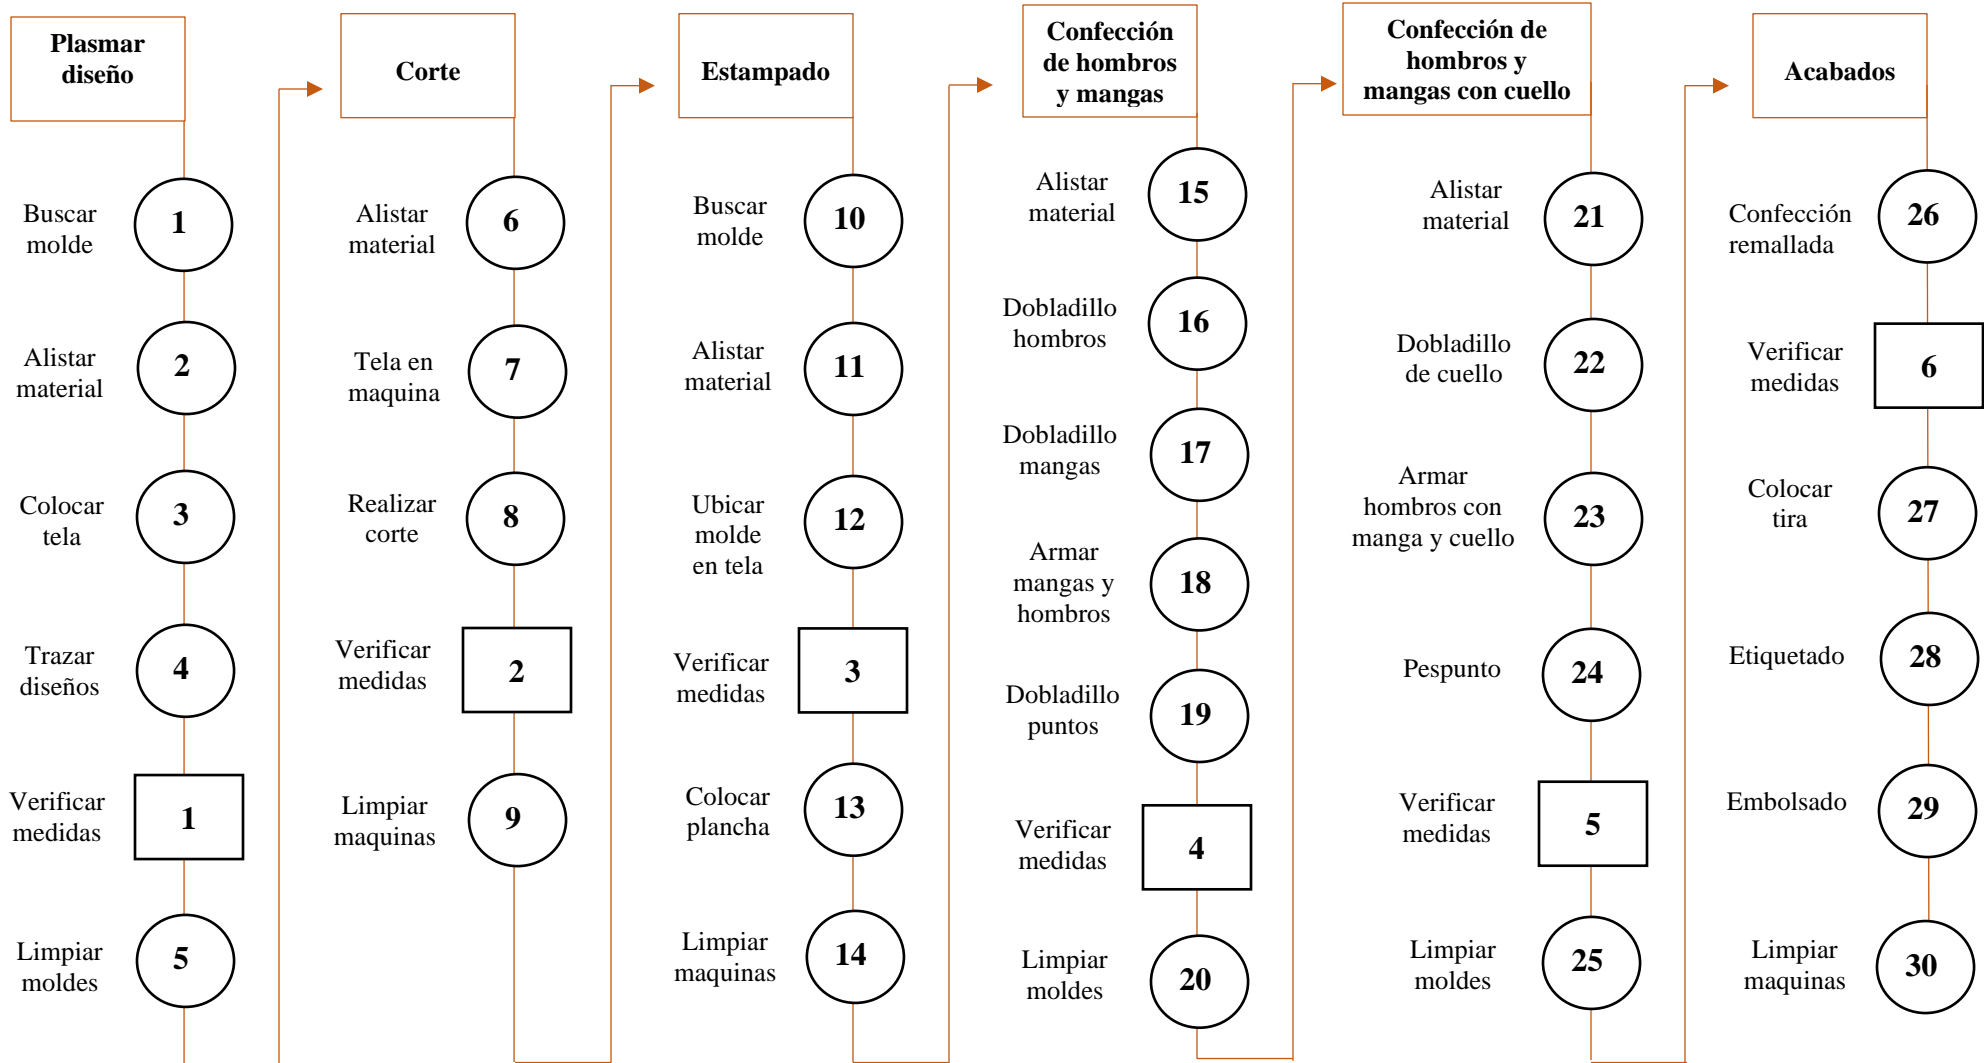 Plasmar
diseño
Buscar
molde
1
Alistar
material
2
Colocar
tela
3
Trazar
diseños
4
Verificar
medidas
1
Limpiar
moldes
5
Corte
Alistar
material
6
Tela en
maquina
7
Realizar
corte
8
Verificar
medidas
2
Limpiar
maquinas
9
Estampado
Buscar
molde
10
Alistar
material
11
Ubicar
molde
en tela
12
Verificar
medidas
3
Colocar
plancha
13
Limpiar
maquinas
14
Confección
de hombros
y mangas
Alistar
material
15
Dobladillo
hombros
16
Dobladillo
mangas
17
Armar
mangas y
hombros
18
Dobladillo
puntos
19
Verificar
medidas
4
Limpiar
moldes
20
Confección de
hombros y
mangas con cuello
Alistar
material
21
Dobladillo
de cuello
22
Armar
hombros con
manga y cuello
23
Pespunto
24
Verificar
medidas
5
Limpiar
moldes
25
Acabados
Confección
remallada
26
Verificar
medidas
6
Colocar
tira
27
Etiquetado
28
Embolsado
29
Limpiar
maquinas
30